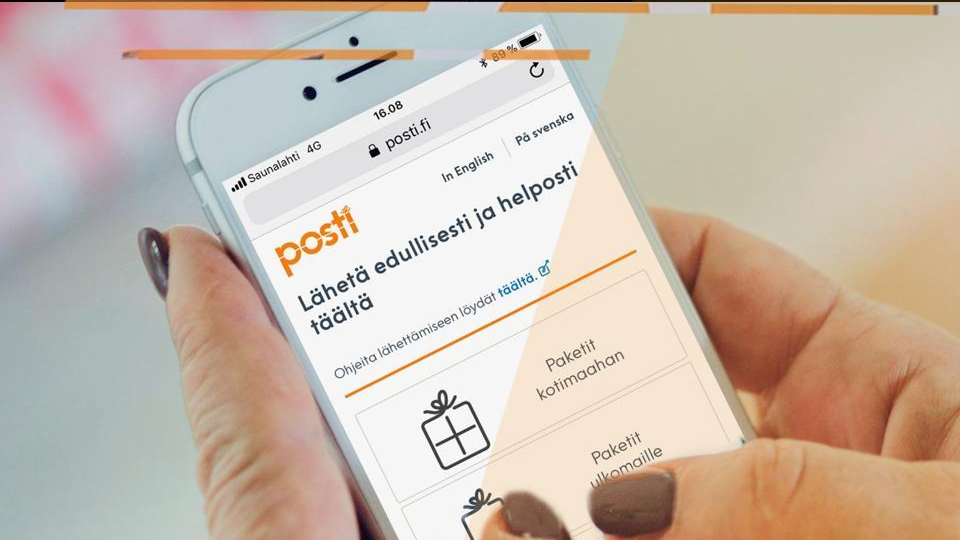 Saunalahti 4G 16.08 89 %
posti.fi
In English På svenska
posti
Lähetä edullisesti ja helposti
täältä
Ohjeita lähettämiseen löydät täältä.
Paketit
kotimaahan
Paketit
ulkomaille